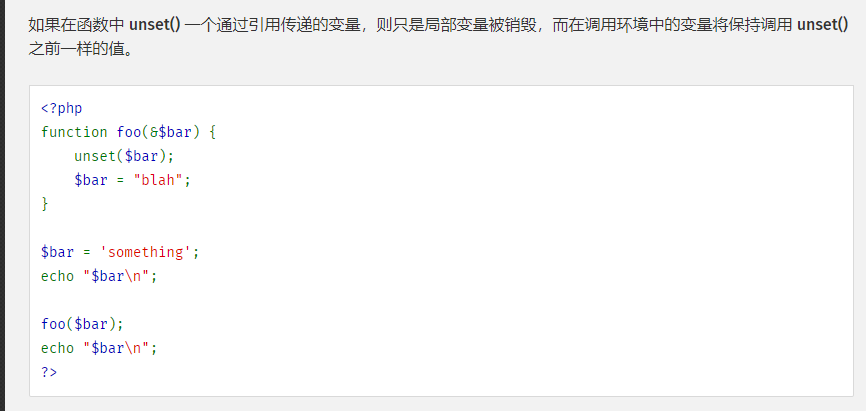 如果在函数中 unset() 一个通过引用传递的变量，则只是局部变量被销毁，而在调用环境中的变量将保持调用 unset()
之前一样的值。
<?php
function foo(&$bar) {
    unset($bar);
    $bar = "blah";
}

$bar = 'something';
echo "$bar\n";

foo($bar);
echo "$bar\n";
?>